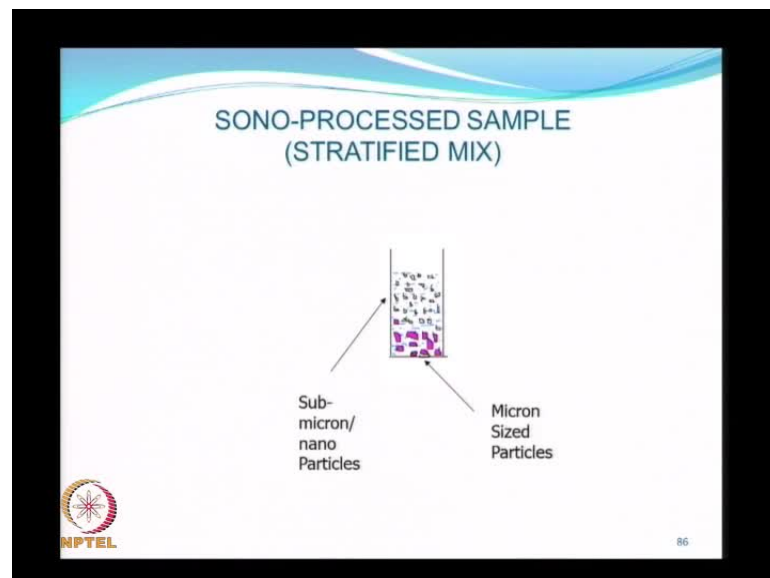 SONO-PROCESSED SAMPLE
(STRATIFIED MIX)
Sub-
micron/
nano
Particles
Micron
Sized
Particles
NPTEL
86